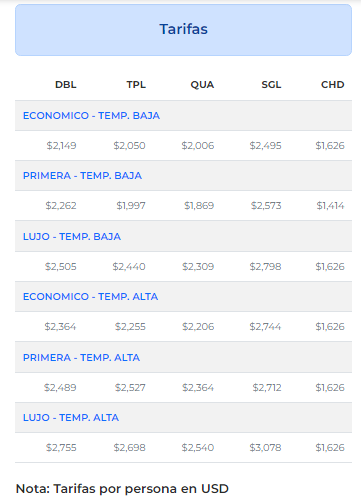 Tarifas
DBL TPL QUA SGL CHD
ECONOMICO - TEMP. BAJA
$2,149 $2,050 $2,006 $2,495 $1,626
PRIMERA - TEMP. BAJA
$2,262 $1,997 $1,869 $2,573 $1,414
LUJO - TEMP. BAJA
$2,505 $2,440 $2,309 $2,798 $1,626
ECONOMICO - TEMP. ALTA
$2,364 $2,255 $2,206 $2,744 $1,626
PRIMERA - TEMP. ALTA
$2,489 $2,527 $2,364 $2,712 $1,626
LUJO - TEMP. ALTA
$2,755 $2,698 $2,540 $3,078 $1,626
Nota: Tarifas por persona en USD